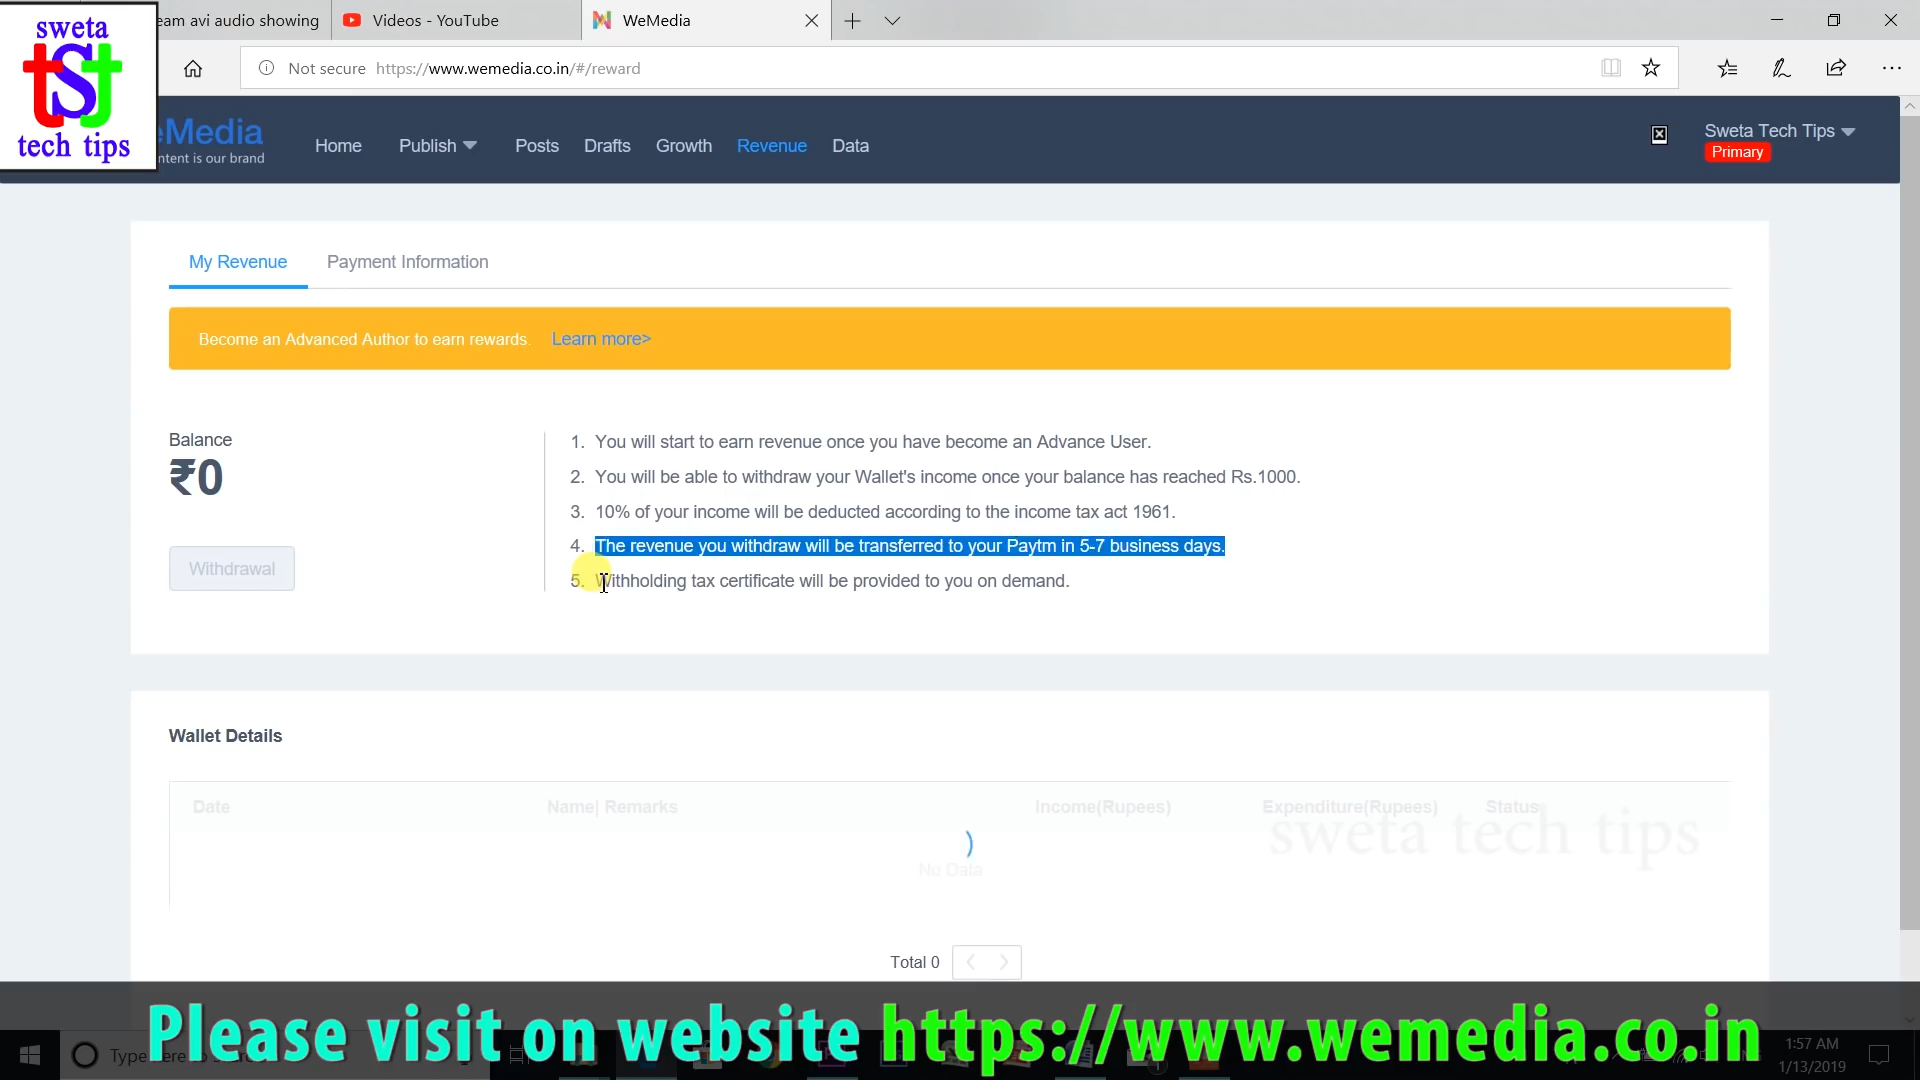 sweta
tst
tech tips
eam avi audio showing
Videos - YouTube
WeMedia
Not secure https://www.wemedia.co.in/#/reward
eMedia
ntent is our brand
Home
Publish
Posts
Drafts
Growth
Revenue
Data
Sweta Tech Tips
Primary
My Revenue
Payment Information
Become an Advanced Author to earn rewards. Learn more>
Balance
₹0
Withdrawal
1. You will start to earn revenue once you have become an Advance User.
2. You will be able to withdraw your Wallet's income once your balance has reached Rs.1000.
3. 10% of your income will be deducted according to the income tax act 1961.
4. The revenue you withdraw will be transferred to your Paytm in 5-7 business days.
5. Withholding tax certificate will be provided to you on demand.
Wallet Details
Date
Name| Remarks
Income(Rupees)
Expenditure(Rupees)
Status
sweta tech tips
No Data
Total 0
Please visit on website https://www.wemedia.co.in
Type here to
1:57 AM
1/13/2019